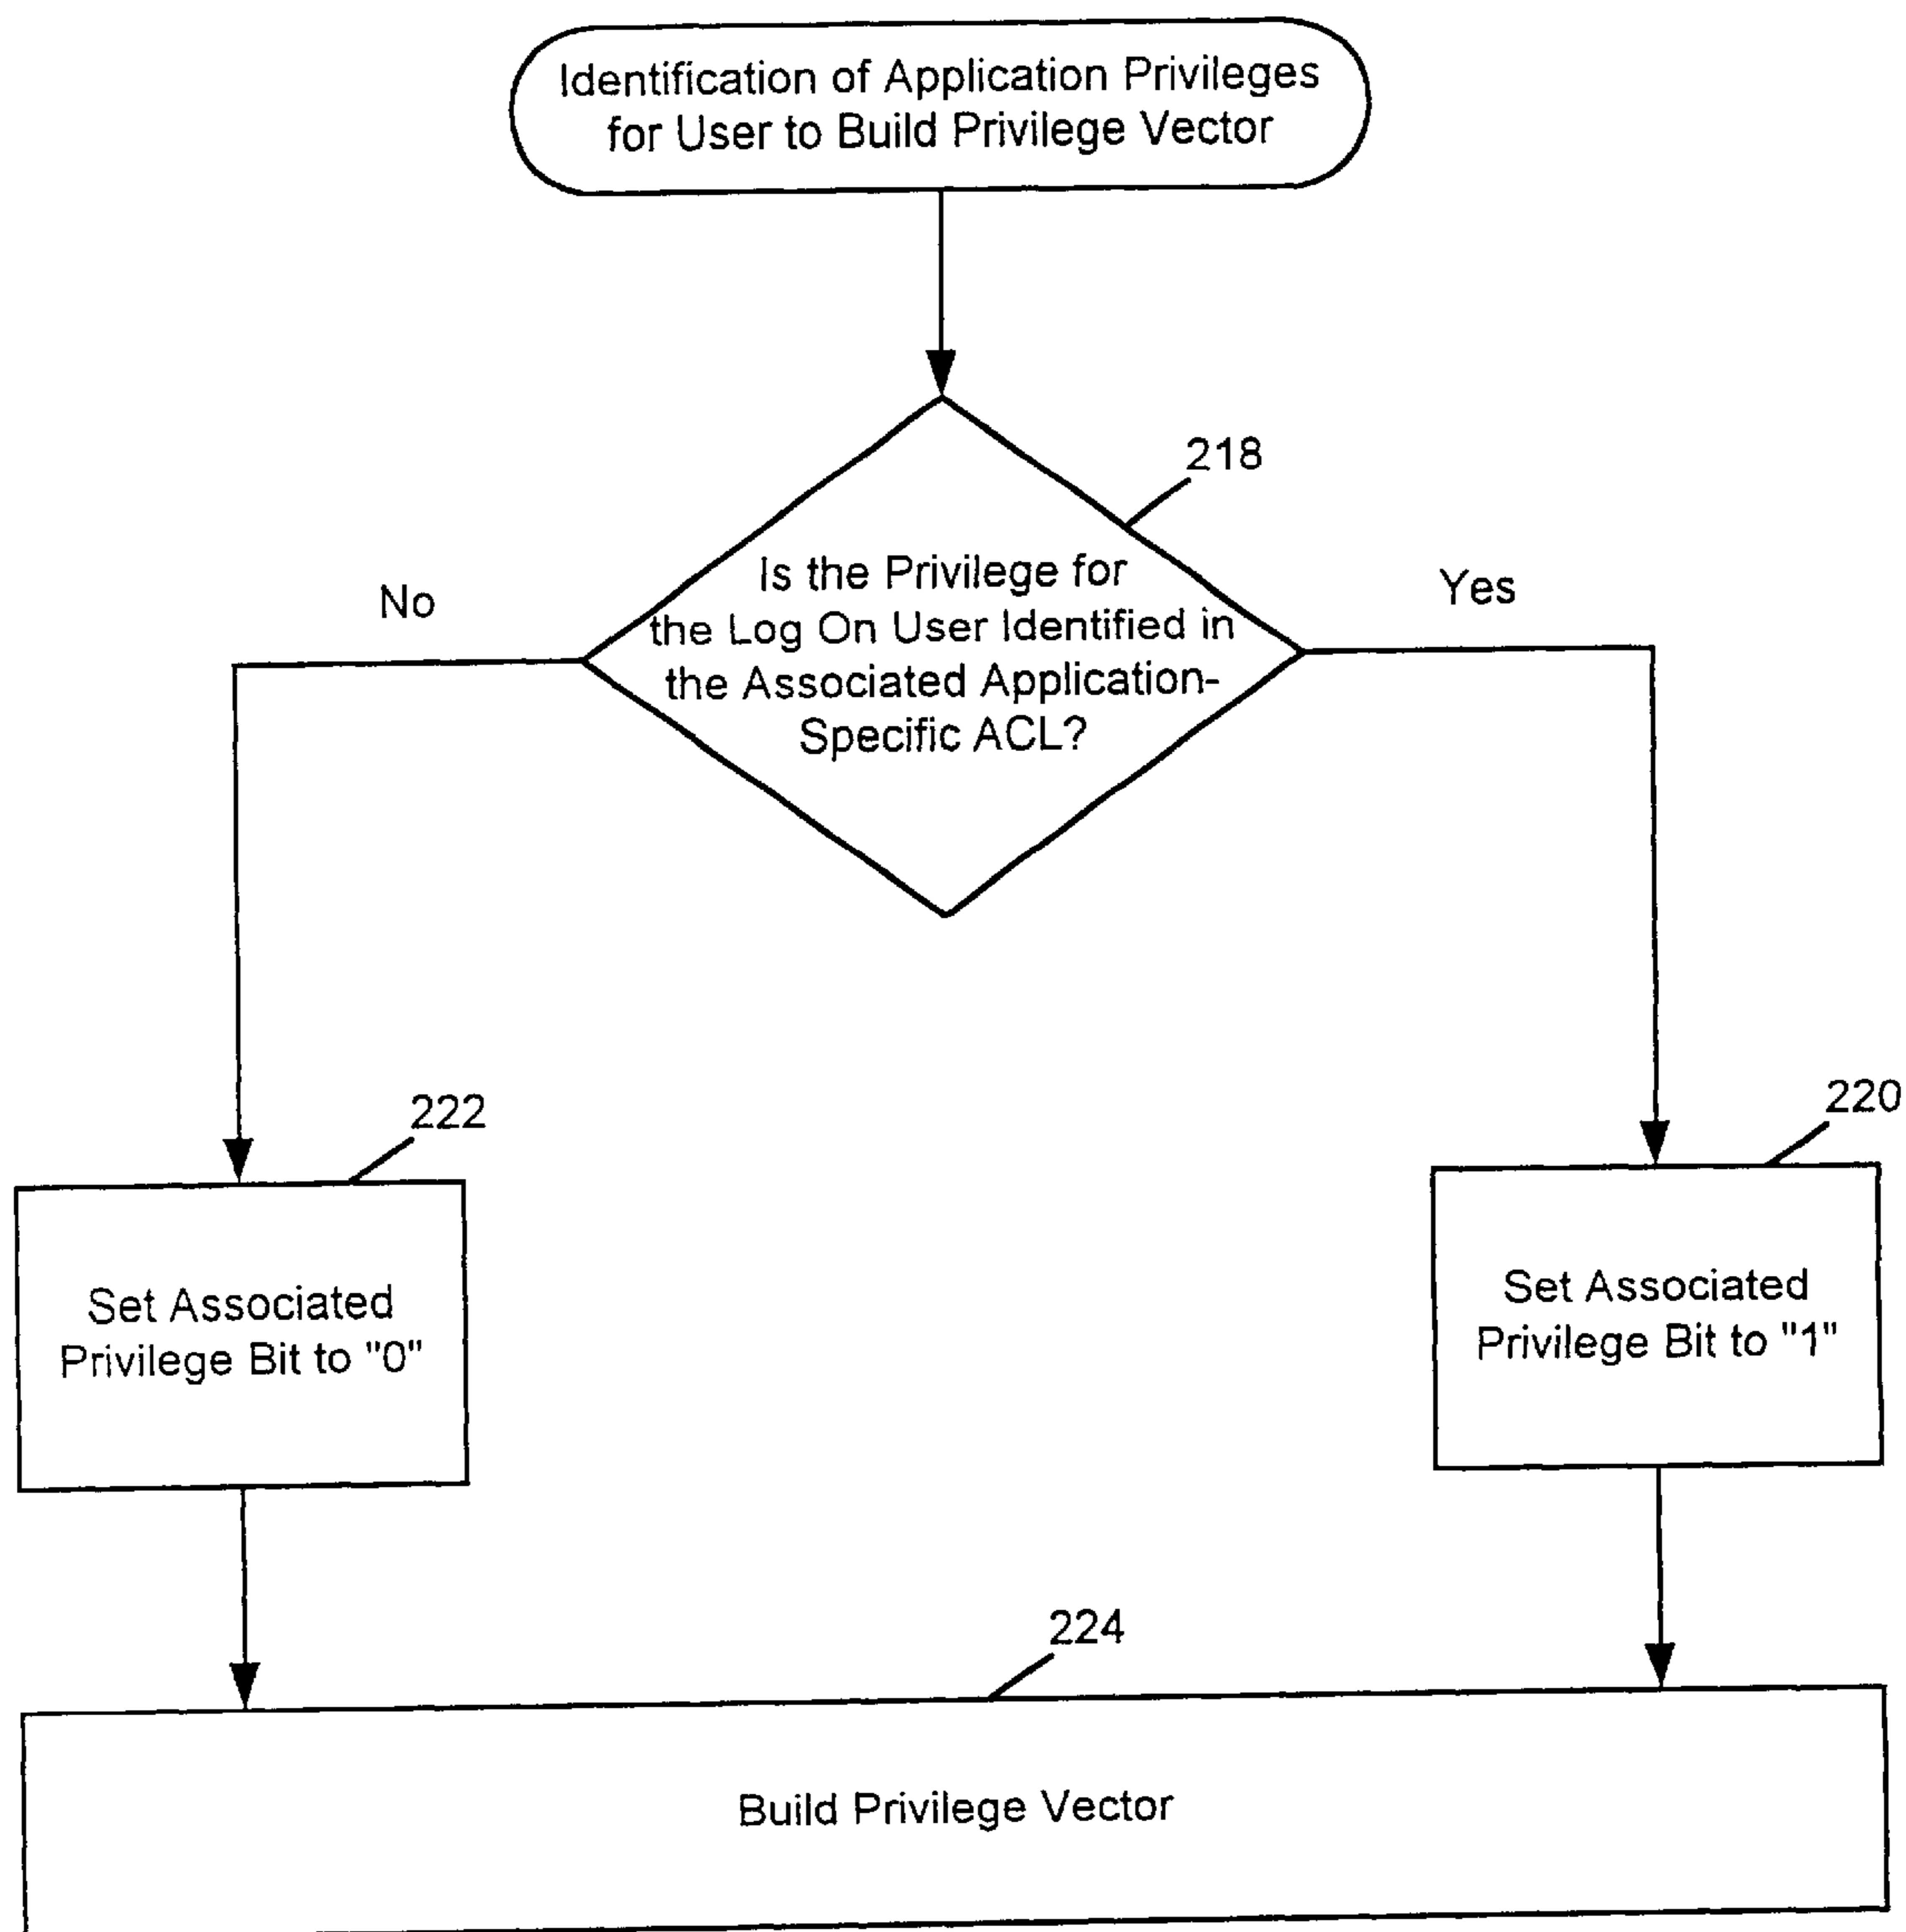 Identification of Application Privileges
for User to Build Privilege Vector
218
Is the Privilege for
the Log On User Identified in
the Associated Application-
Specific ACL?
No
Yes
222
220
Set Associated
Privilege Bit to "0"
Set Associated
Privilege Bit to "1"
224
Build Privilege Vector